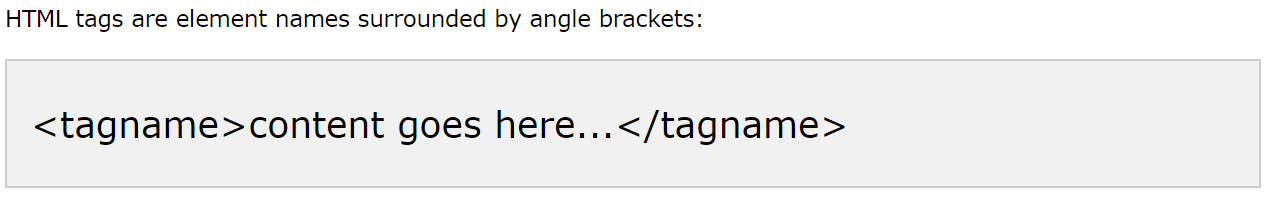 HTML tags are element names surrounded by angle brackets:
<tagname>content goes here...</tagname>